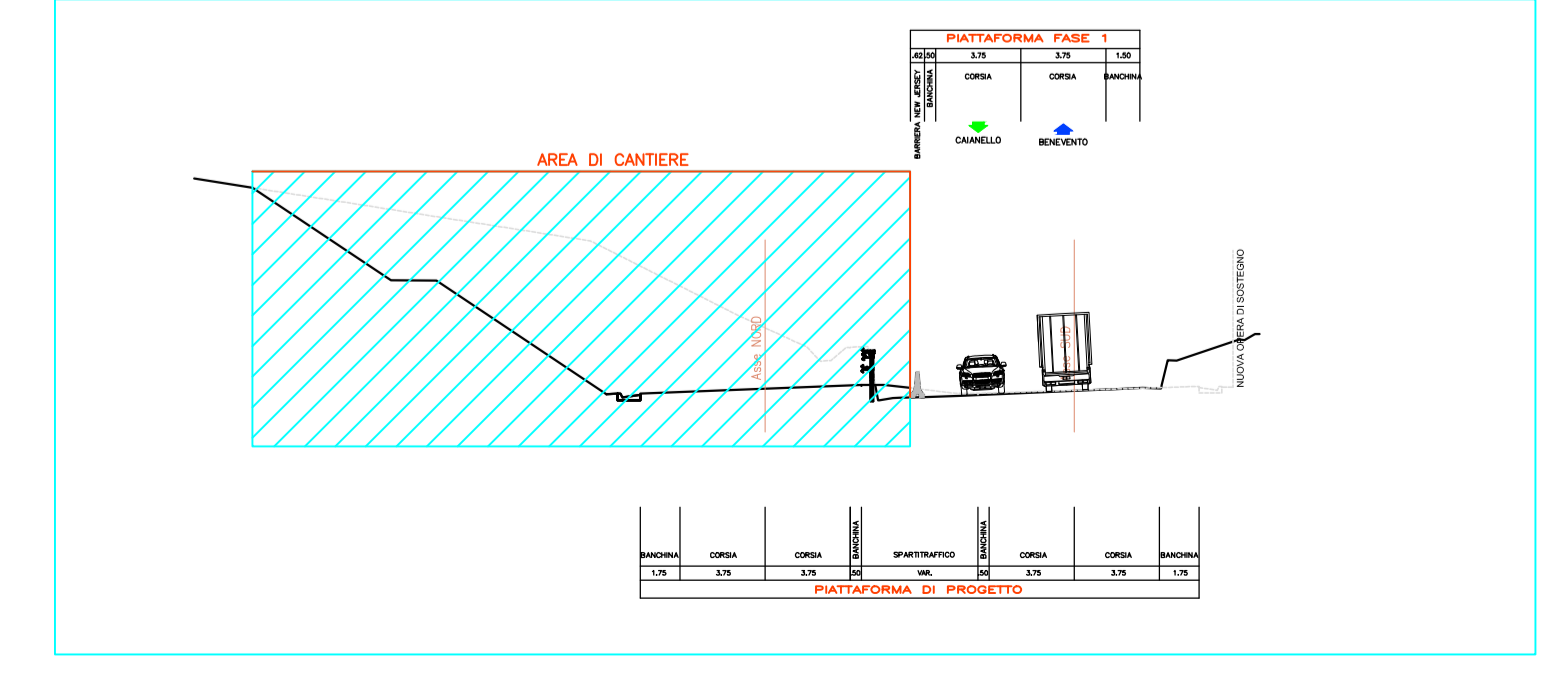 PIATTAFORMA FASE 1
.62 .50 3.75 3.75 1.50
BARRIERA NEW JERSEY
BANCHINA
CORSIA
CORSIA
BANCHINA
CAIANELLO
BENEVENTO
AREA DI CANTIERE
Asse NORD
Asse SUD
NUOVA OPERA DI SOSTEGNO
BANCHINA
CORSIA
CORSIA
BANCHINA
SPARTITRAFFICO
BANCHINA
CORSIA
CORSIA
BANCHINA
1.75 3.75 3.75 .50 VAR. .50 3.75 3.75 1.75
PIATTAFORMA DI PROGETTO